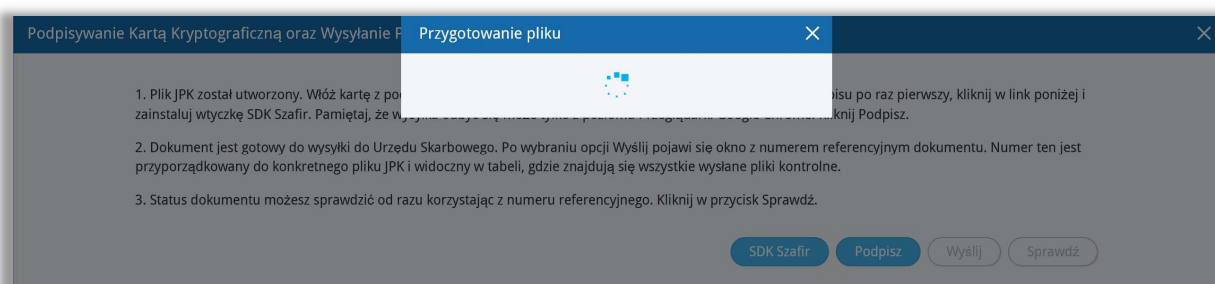 Podpisywanie Kartą Kryptograficzną oraz Wysyłanie
Przygotowanie pliku
1. Plik JPK został utworzony. Włóż kartę z
po raz pierwszy, kliknij w link poniżej i
zainstaluj wtyczkę SDK Szafir. Pamiętaj, że
Podpisz.
2. Dokument jest gotowy do wysyłki do Urzędu Skarbowego. Po wybraniu opcji Wyślij pojawi się okno z numerem referencyjnym dokumentu. Numer ten jest
przyporządkowany do konkretnego pliku JPK i widoczny w tabeli, gdzie znajdują się wszystkie wysłane pliki kontrolne.
3. Status dokumentu możesz sprawdzić od razu korzystając z numeru referencyjnego. Kliknij w przycisk Sprawdź.
SDK Szafir Podpisz Wyślij Sprawdź